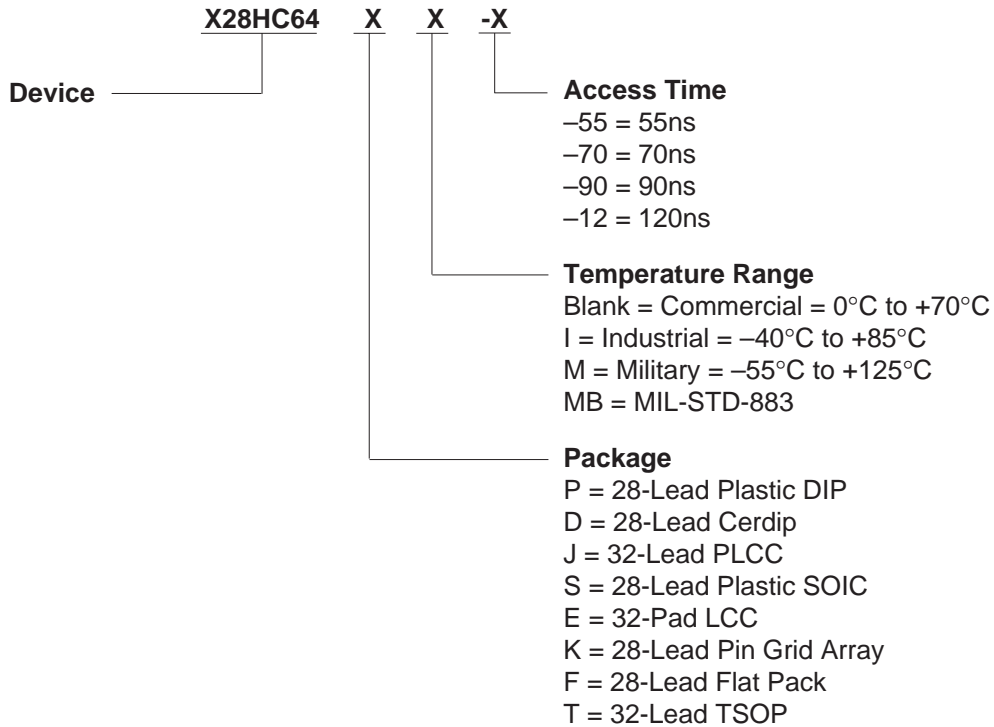 X28HC64 X X -X
Device
Access Time
–55 = 55ns
–70 = 70ns
–90 = 90ns
–12 = 120ns
Temperature Range
Blank = Commercial = 0°C to +70°C
I = Industrial = –40°C to +85°C
M = Military = –55°C to +125°C
MB = MIL-STD-883
Package
P = 28-Lead Plastic DIP
D = 28-Lead Cerdip
J = 32-Lead PLCC
S = 28-Lead Plastic SOIC
E = 32-Pad LCC
K = 28-Lead Pin Grid Array
F = 28-Lead Flat Pack
T = 32-Lead TSOP